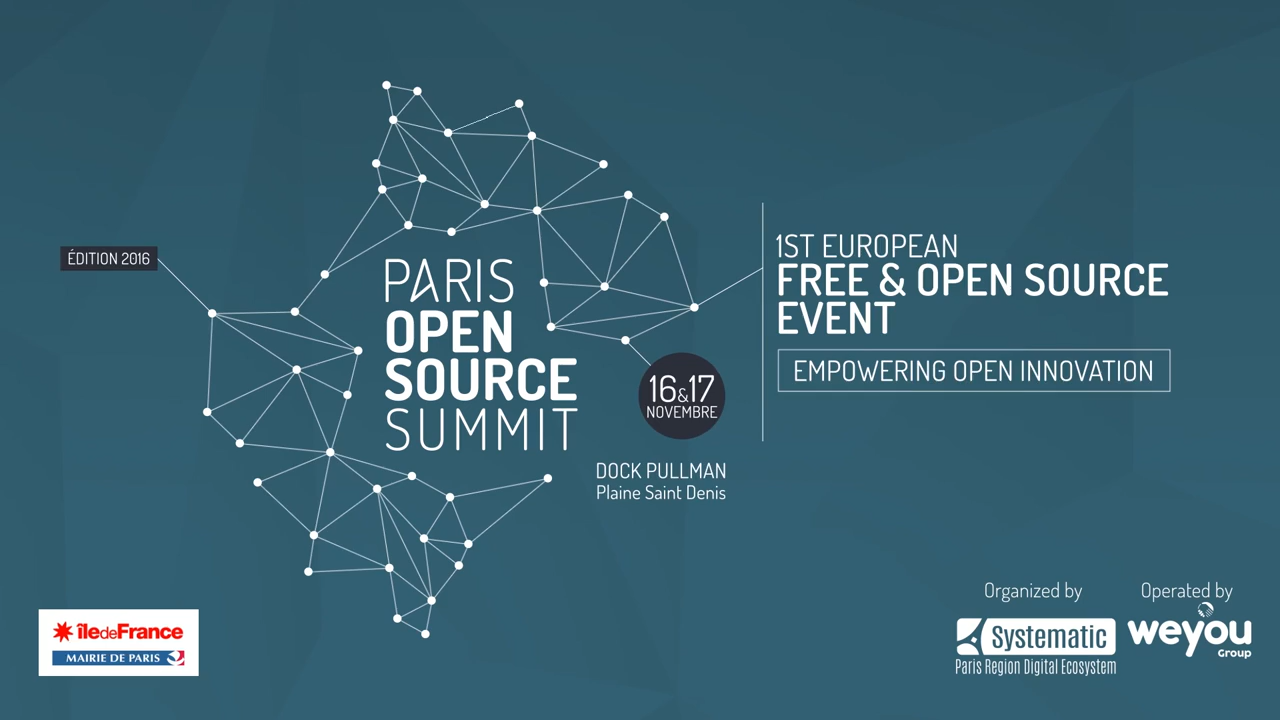 ÉDITION 2016
PARIS
OPEN
SOURCE
SUMMIT
16&17
NOVEMBRE
DOCK PULLMAN
Plaine Saint Denis
1ST EUROPEAN
FREE & OPEN SOURCE
EVENT
EMPOWERING OPEN INNOVATION
îledeFrance
MAIRIE DE PARIS
Organized by
Systematic
Paris Region Digital Ecosystem
Operated by
weyou
Group